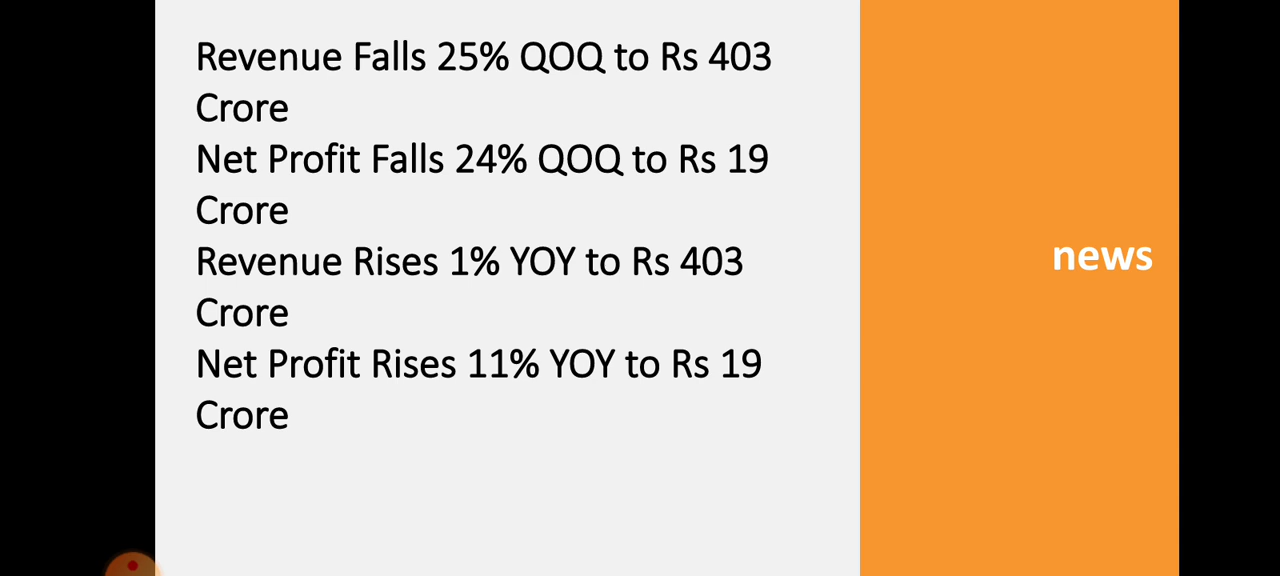 Revenue Falls 25% QOQ to Rs 403
Crore
Net Profit Falls 24% QOQ to Rs 19
Crore
Revenue Rises 1% YOY to Rs 403
Crore
Net Profit Rises 11% YOY to Rs 19
Crore
news